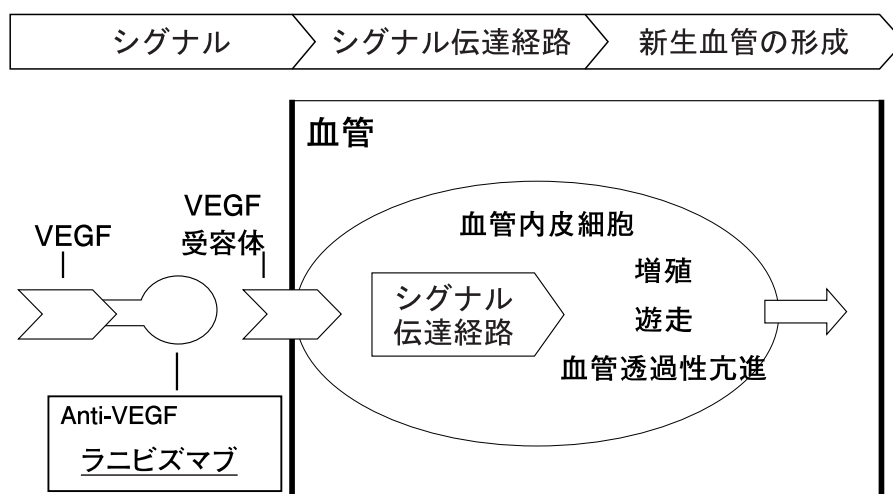 シグナル
シグナル伝達経路
新生血管の形成
血管
VEGF
VEGF
受容体
血管内皮細胞
シグナル
伝達経路
増殖
遊走
血管透過性亢進
Anti-VEGF
ラニビズマブ